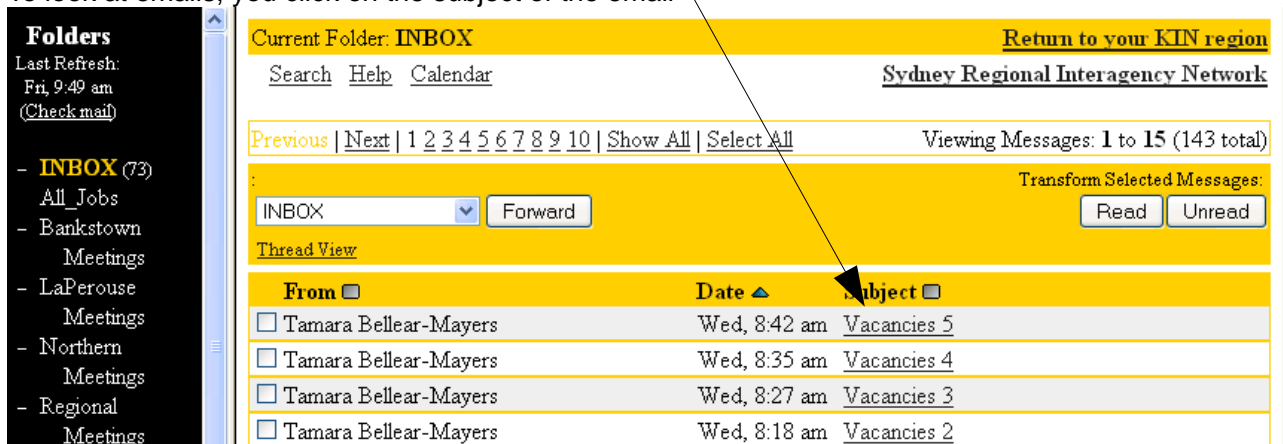 To look at emails, you click on the subject of the email
Folders
Last Refresh:
Fri, 9:49 am
(Check mail)
– INBOX (73)
All_Jobs
– Bankstown
Meetings
– LaPerouse
Meetings
– Northern
Meetings
– Regional
Meetings
Current Folder: INBOX Return to your KIN region
Search Help Calendar Sydney Regional Interagency Network
Previous | Next | 1 2 3 4 5 6 7 8 9 10 | Show All | Select All Viewing Messages: 1 to 15 (143 total)
: Transform Selected Messages:
INBOX Forward Read Unread
Thread View
From Date Subject
Tamara Bellear-Mayers Wed, 8:42 am Vacancies 5
Tamara Bellear-Mayers Wed, 8:35 am Vacancies 4
Tamara Bellear-Mayers Wed, 8:27 am Vacancies 3
Tamara Bellear-Mayers Wed, 8:18 am Vacancies 2